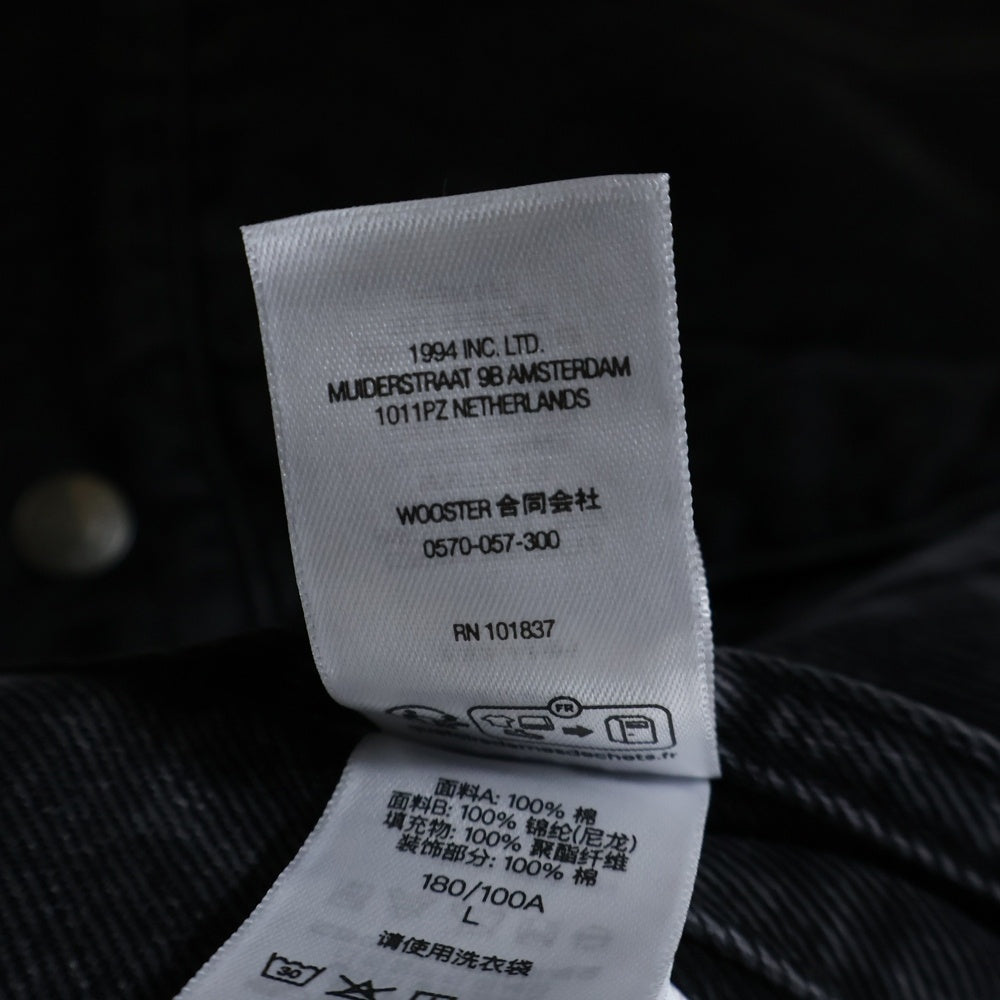 1994 INC. LTD.
MUIDERSTRAAT 9B AMSTERDAM
1011PZ NETHERLANDS
WOOSTER 合同会社
0570-057-300
RN 101837
FR
面料A: 100% 棉
面料B: 100% 锦纶(尼龙)
填充物: 100% 聚酯纤维
装饰部分: 100% 棉
180/100A
L
请使用洗衣袋
30